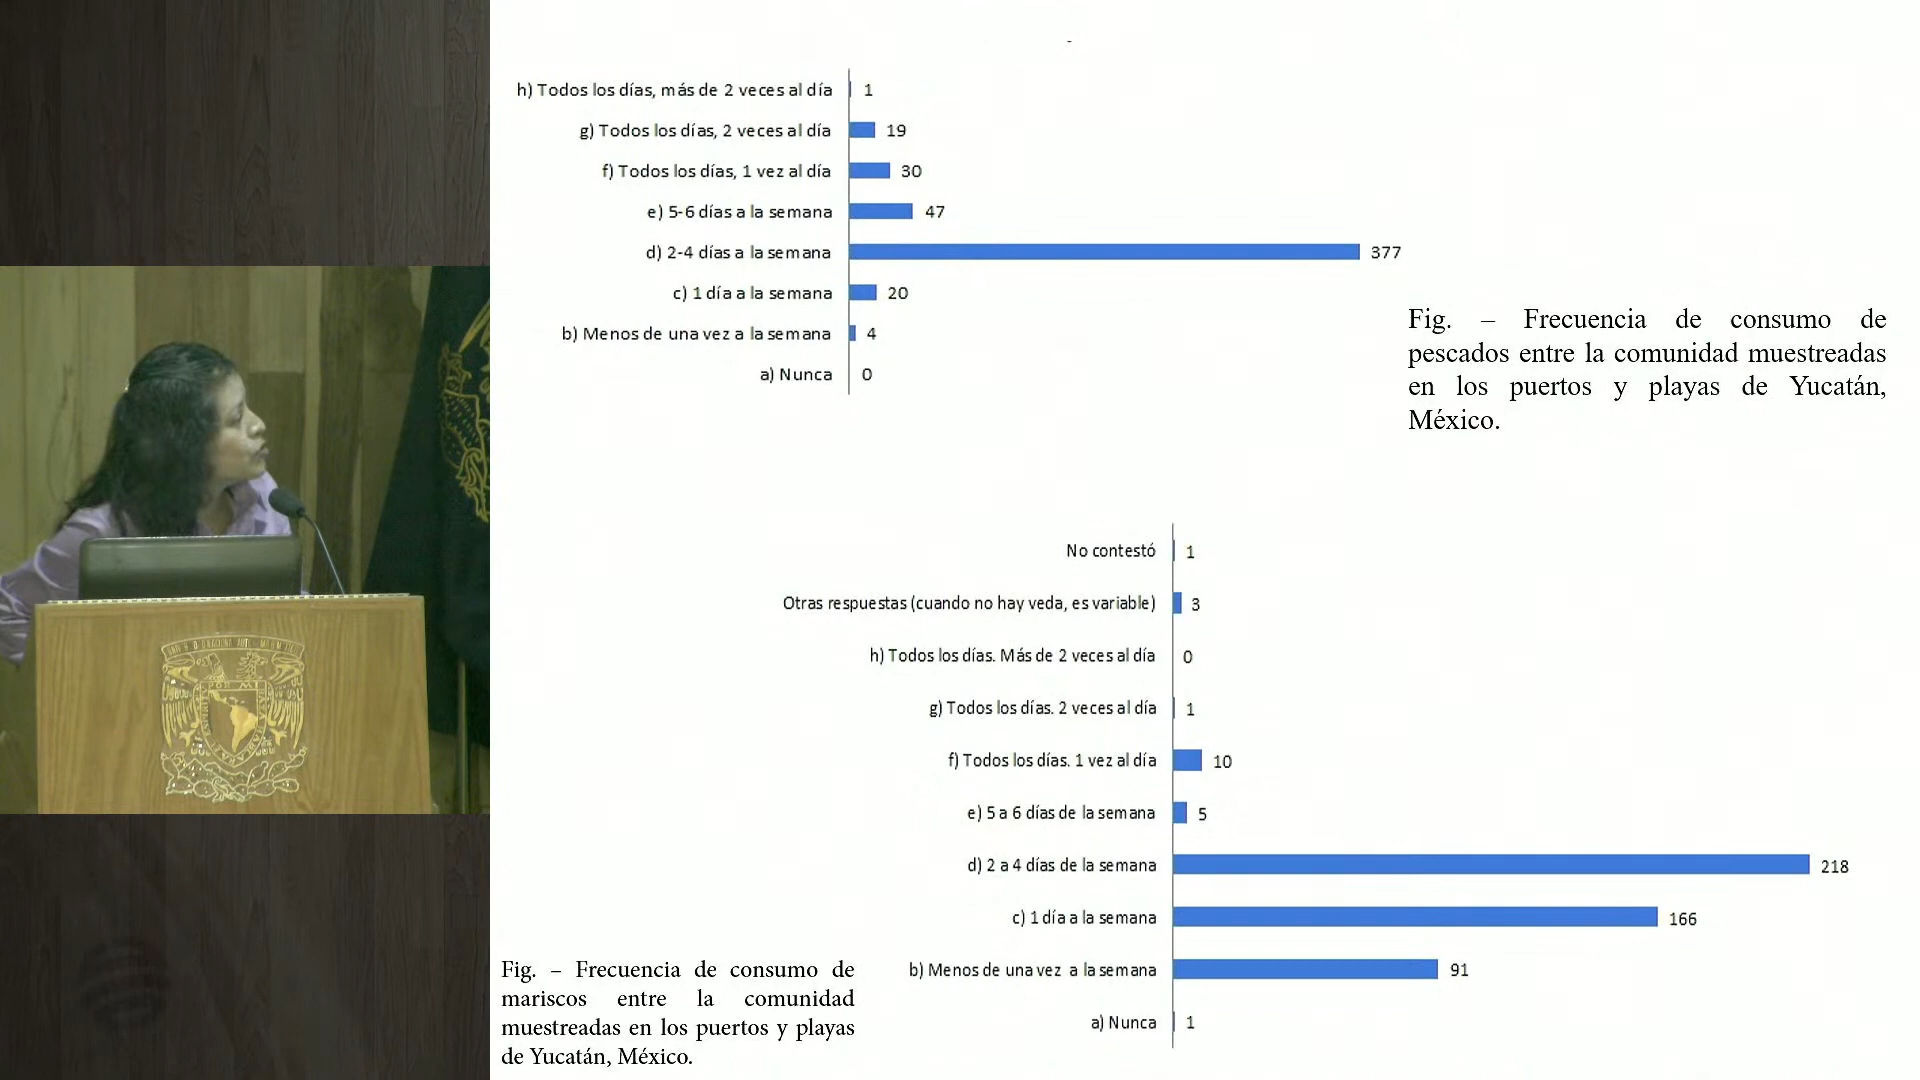 h) Todos los días, más de 2 veces al día 1
g) Todos los días, 2 veces al día 19
f) Todos los días, 1 vez al día 30
e) 5-6 días a la semana 47
d) 2-4 días a la semana 377
c) 1 día a la semana 20
b) Menos de una vez a la semana 4
a) Nunca 0
Fig. – Frecuencia de consumo de
pescados entre la comunidad muestreadas
en los puertos y playas de Yucatán,
México.
No contestó 1
Otras respuestas (cuando no hay veda, es variable) 3
h) Todos los días. Más de 2 veces al día 0
g) Todos los días. 2 veces al día 1
f) Todos los días. 1 vez al día 10
e) 5 a 6 días de la semana 5
d) 2 a 4 días de la semana 218
c) 1 día a la semana 166
b) Menos de una vez a la semana 91
a) Nunca 1
Fig. – Frecuencia de consumo de
mariscos entre la comunidad
muestreadas en los puertos y playas
de Yucatán, México.
POR MI